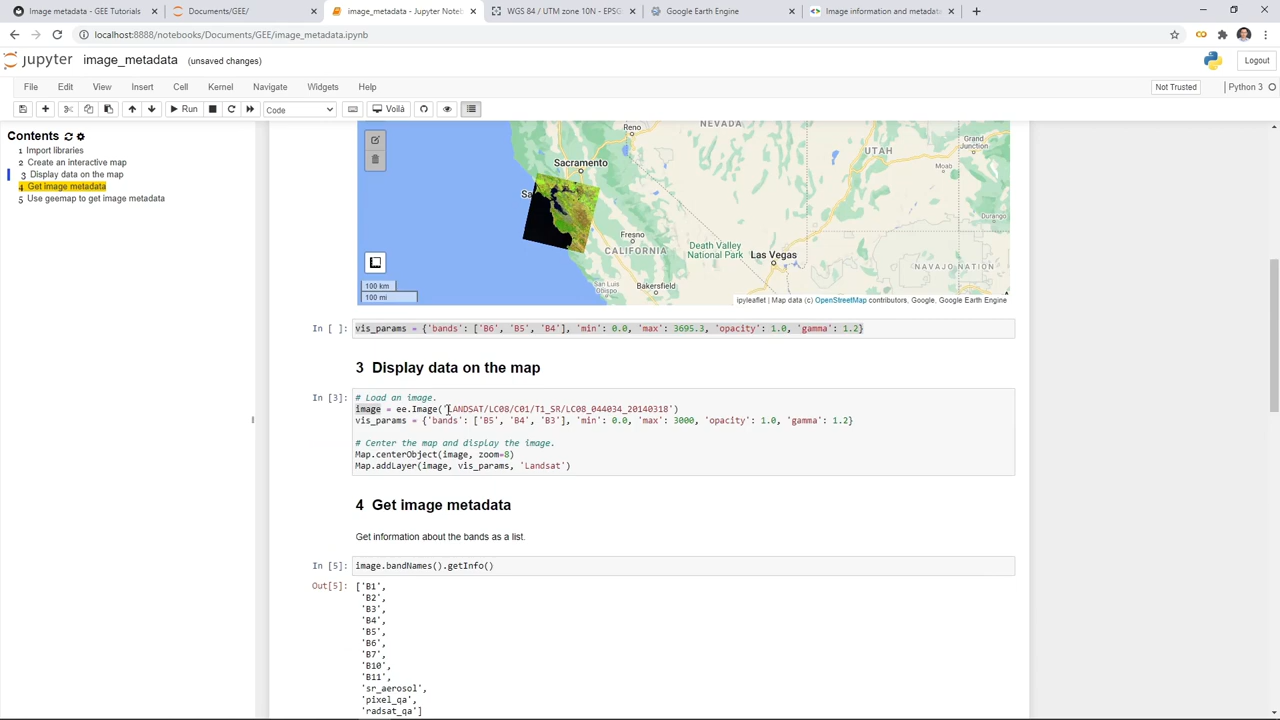 Image metadata - GEE Tutorials
Documents/GEE/
image_metadata - Jupyter Noteb
WGS 84 / UTM zone 10N - EPSG
Google Earth Engine
Image information and metadata
localhost:8888/notebooks/Documents/GEE/image_metadata.ipynb
jupyter image_metadata (unsaved changes)
Logout
File Edit View Insert Cell Kernel Navigate Widgets Help
Not Trusted
Python 3
Run
Code
Voilà
Contents
1 Import libraries
2 Create an interactive map
3 Display data on the map
4 Get image metadata
5 Use geemap to get image metadata
Reno
NEVADA
UTAH
Grand
Junction
Sacramento
Moab
Sa
Durango
Fresno
CALIFORNIA
Death Valley
National Park
Las Vegas
NAVAJO NATION
San Luis
Obispo
Bakersfield
100 km
100 mi
ipyleaflet | Map data (c) OpenStreetMap contributors, Google, Google Earth Engine
In [ ]: vis_params = {'bands': ['B6', 'B5', 'B4'], 'min': 0.0, 'max': 3695.3, 'opacity': 1.0, 'gamma': 1.2}
3 Display data on the map
In [3]: # Load an image.
image = ee.Image('LANDSAT/LC08/C01/T1_SR/LC08_044034_20140318')
vis_params = {'bands': ['B5', 'B4', 'B3'], 'min': 0.0, 'max': 3000, 'opacity': 1.0, 'gamma': 1.2}
# Center the map and display the image.
Map.centerObject(image, zoom=8)
Map.addLayer(image, vis_params, 'Landsat')
4 Get image metadata
Get information about the bands as a list.
In [5]: image.bandNames().getInfo()
Out[5]: ['B1',
'B2',
'B3',
'B4',
'B5',
'B6',
'B7',
'B10',
'B11',
'sr_aerosol',
'pixel_qa',
'radsat_qa']